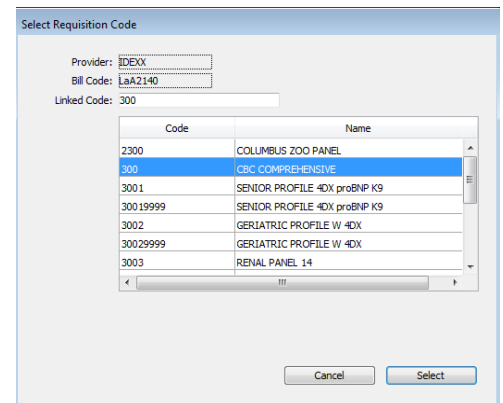 Select Requisition Code
Provider: IDEXX
Bill Code: LaA2140
Linked Code: 300
Code Name
2300 COLUMBUS ZOO PANEL
300 CBC COMPREHENSIVE
3001 SENIOR PROFILE 4DX proBNP K9
30019999 SENIOR PROFILE 4DX proBNP K9
3002 GERIATRIC PROFILE W 4DX
30029999 GERIATRIC PROFILE W 4DX
3003 RENAL PANEL 14
Cancel Select